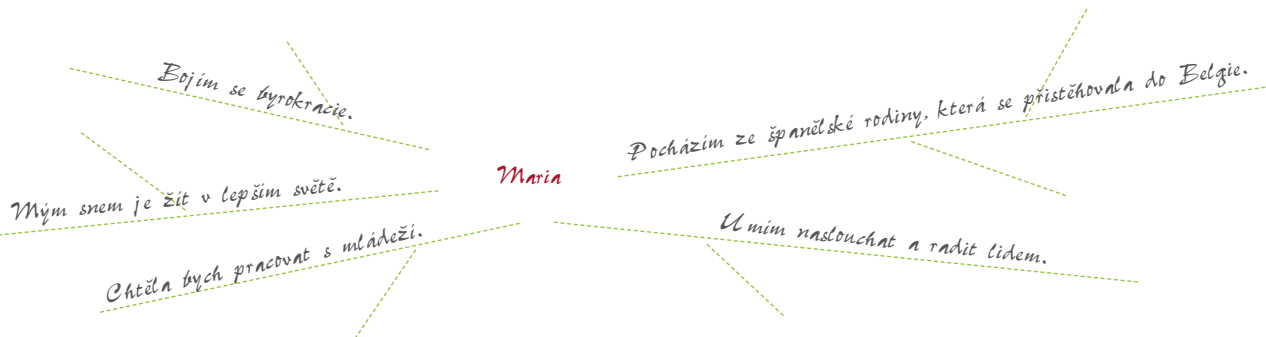 Bojím se byrokracie.
Pocházím ze španělské rodiny, která se přistěhovala do Belgie.
Maria
Mým snem je žít v lepším světě.
Umím naslouchat a radit lidem.
Chtěla bych pracovat s mládeží.